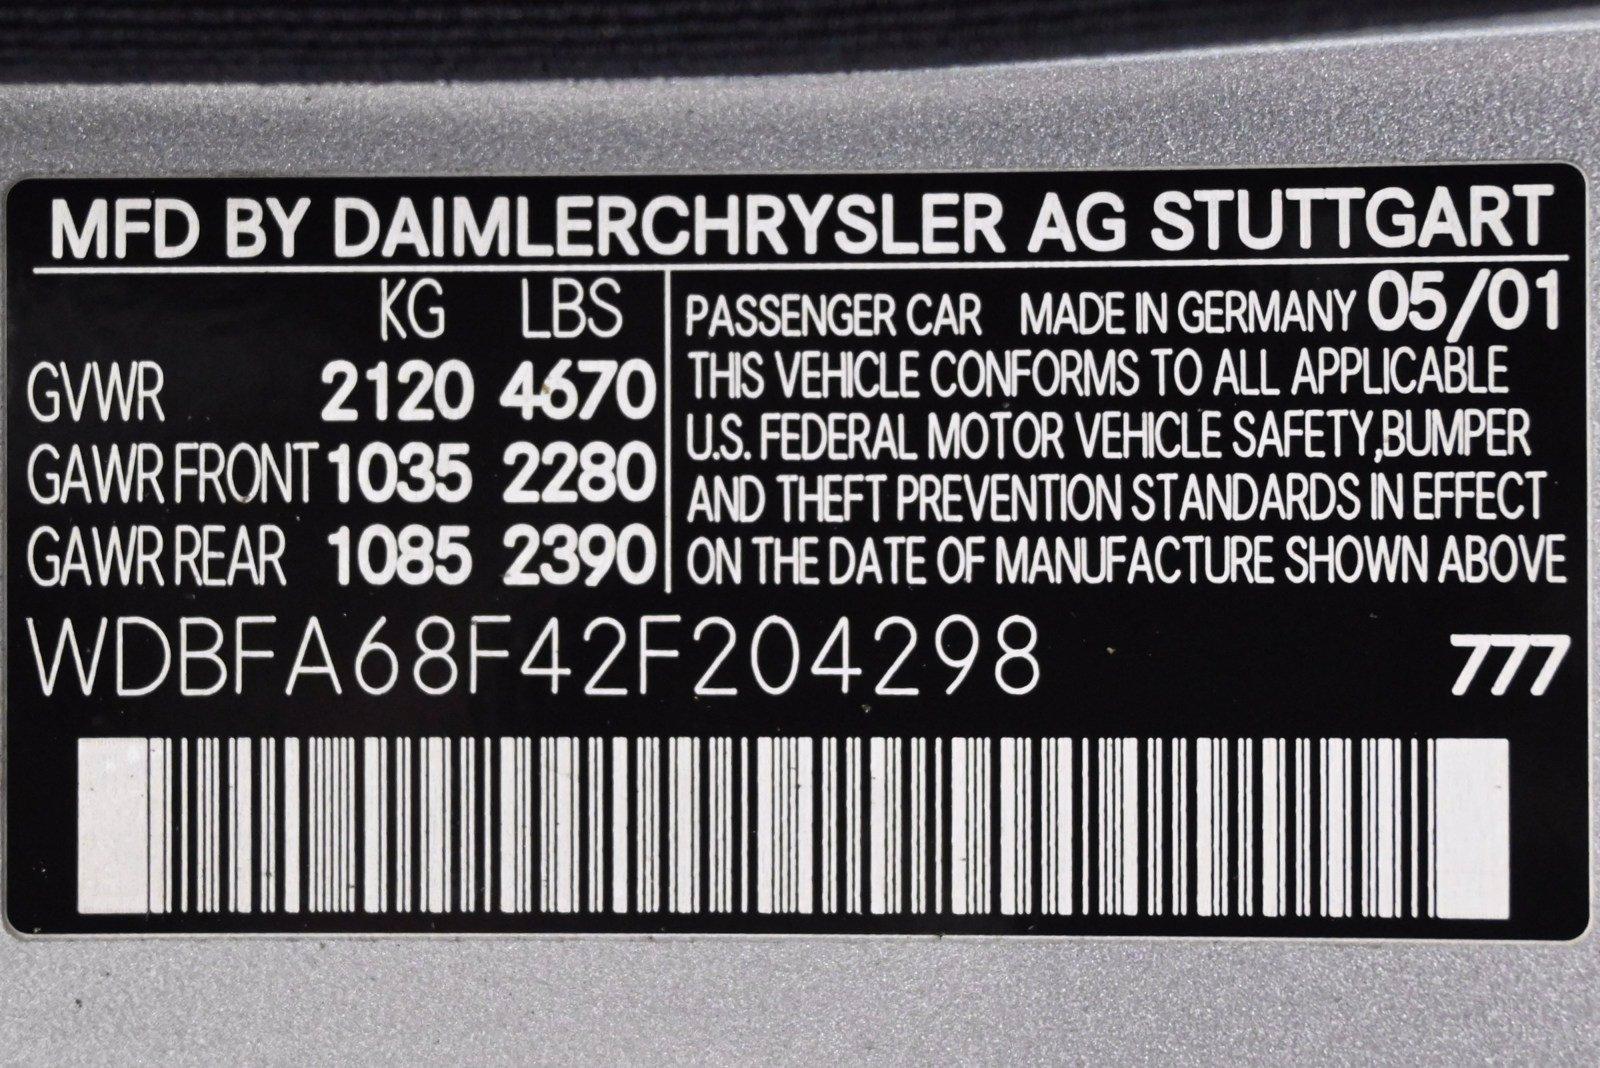 MFD BY DAIMLERCHRYSLER AG STUTTGART
KG LBS
GVWR 2120 4670
GAWR FRONT 1035 2280
GAWR REAR 1085 2390
PASSENGER CAR MADE IN GERMANY 05/01
THIS VEHICLE CONFORMS TO ALL APPLICABLE
U.S. FEDERAL MOTOR VEHICLE SAFETY,BUMPER
AND THEFT PREVENTION STANDARDS IN EFFECT
ON THE DATE OF MANUFACTURE SHOWN ABOVE
WDBFA68F42F204298 777